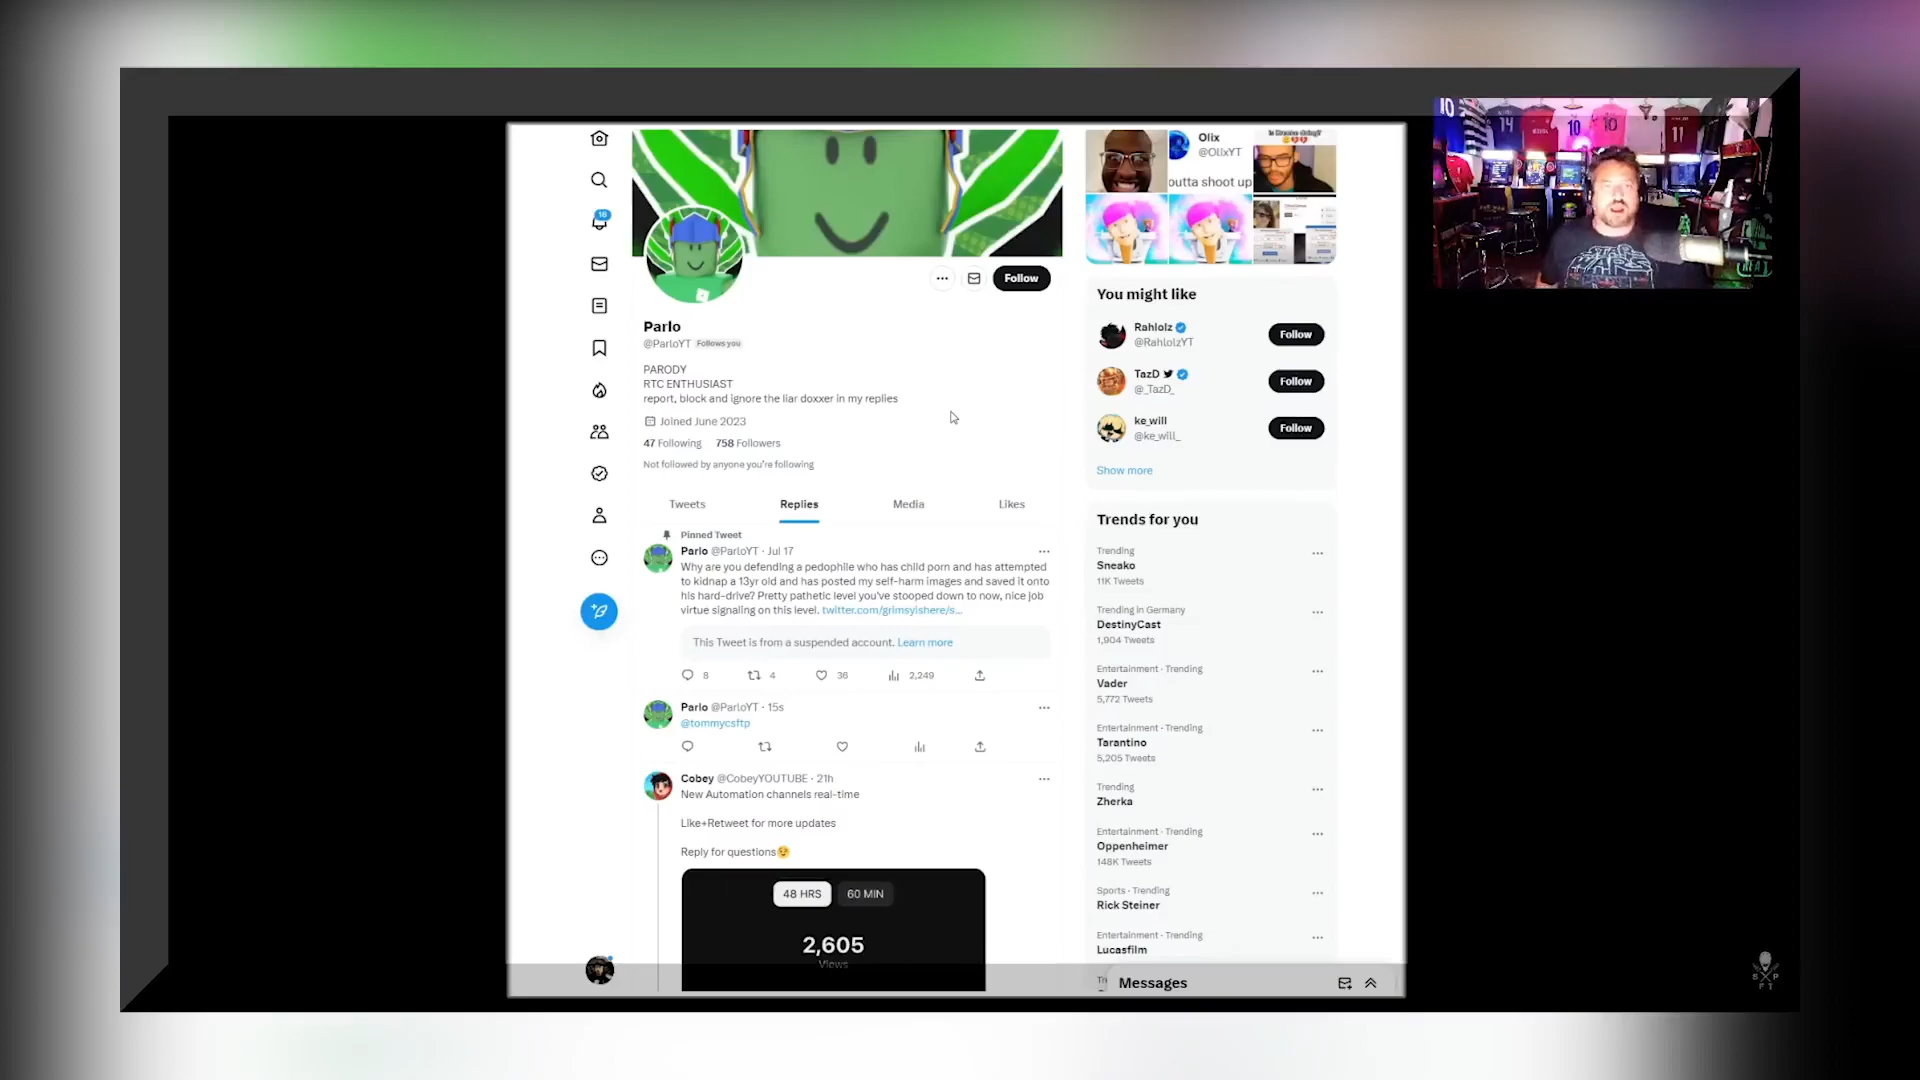 Parlo
@ParloYT Follows you
PARODY
RTC ENTHUSIAST
report, block and ignore the liar doxxer in my replies
Joined June 2023
47 Following 758 Followers
Not followed by anyone you're following
Follow
Tweets Replies Media Likes
Pinned Tweet
Parlo @ParloYT · Jul 17
Why are you defending a pedophile who has child porn and has attempted
to kidnap a 13yr old and has posted my self-harm images and saved it onto
his hard-drive? Pretty pathetic level you've stooped down to now, nice job
virtue signaling on this level. twitter.com/grimsyishere/s...
This Tweet is from a suspended account. Learn more
8 4 36 2,249
Parlo @ParloYT · 15s
@tommycsftp
Cobey @CobeyYOUTUBE · 21h
New Automation channels real-time
Like+Retweet for more updates
Reply for questions😉
48 HRS 60 MIN
2,605
Views
18
Olix
@OlixYT
outta shoot up
You might like
Rahlolz
@RahlolzYT
Follow
TazD
@_TazD_
Follow
ke_will
@ke_will_
Follow
Show more
Trends for you
Trending
Sneako
11K Tweets
Trending in Germany
DestinyCast
1,904 Tweets
Entertainment · Trending
Vader
5,772 Tweets
Entertainment · Trending
Tarantino
5,205 Tweets
Trending
Zherka
Entertainment · Trending
Oppenheimer
148K Tweets
Sports · Trending
Rick Steiner
Entertainment · Trending
Lucasfilm
Messages
10
14
10
10
11
STAR WARS
S P
F T